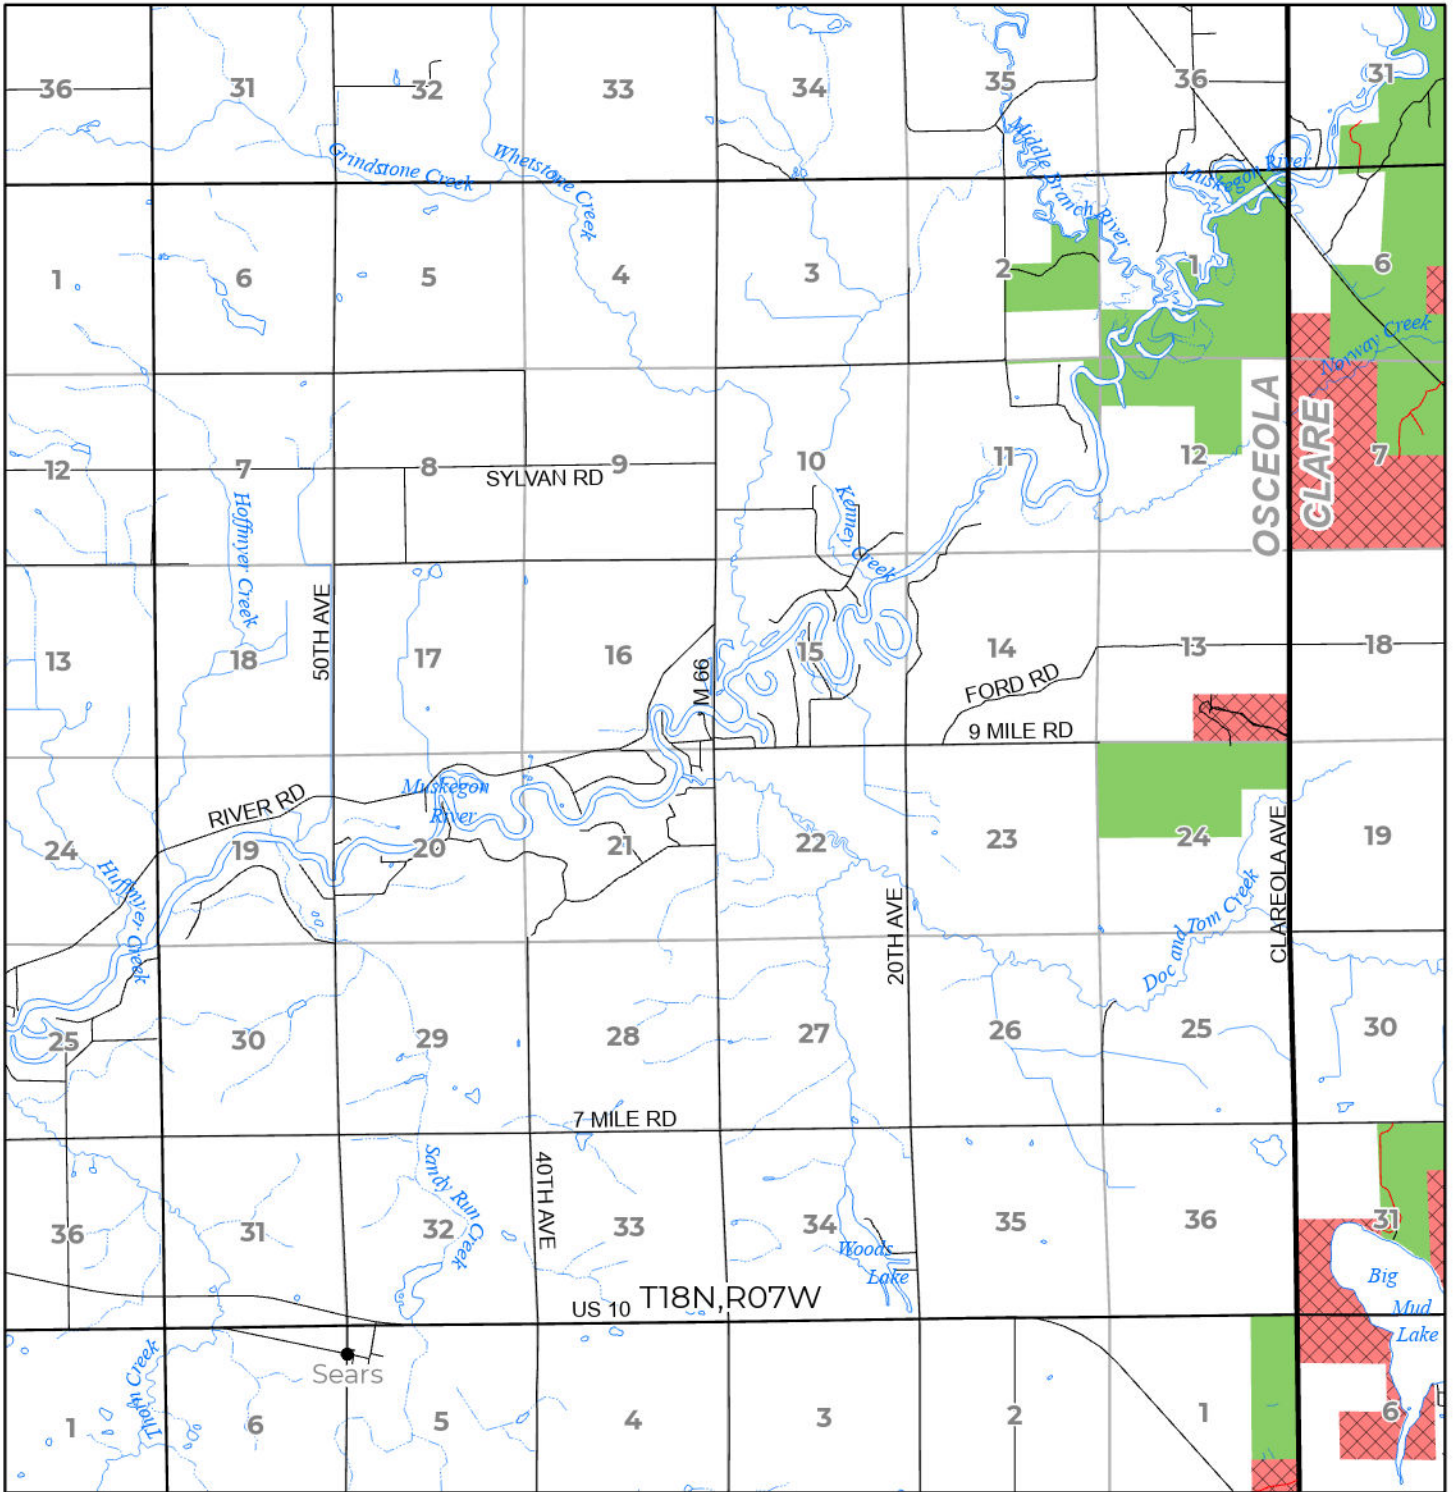 36
31
32
33
34
35
36
31
Grindstone Creek
Whetstone Creek
Middle Branch River
Muskegon River
1
6
5
4
3
2
1
6
Norway Creek
OSCEOLA
CLARE
12
7
8
9
10
11
12
7
SYLVAN RD
Hoffmyer Creek
Kenney Creek
50TH AVE
13
18
17
16
15
14
13
18
M 66
FORD RD
9 MILE RD
RIVER RD
Muskegon
River
24
19
20
21
22
23
24
19
Huffmyer Creek
20TH AVE
Doc and Tom Creek
CLAREOLA AVE
25
30
29
28
27
26
25
30
7 MILE RD
40TH AVE
Sandy Run Creek
36
31
32
33
34
35
36
31
Woods
Lake
Big
Mud
Lake
US 10
T18N,R07W
Sears
Thorn Creek
1
6
5
4
3
2
1
6